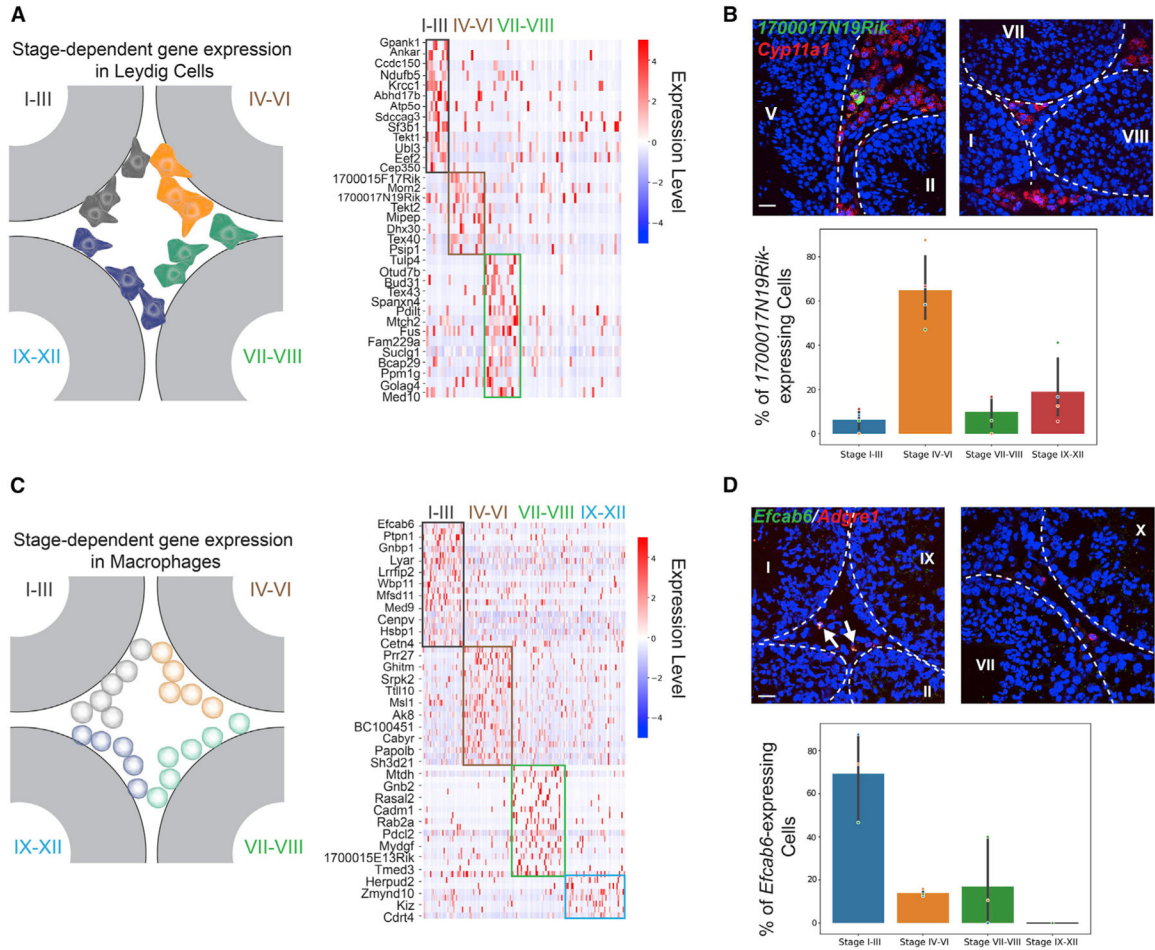 A
Stage-dependent gene expression
in Leydig Cells
I-III
IV-VI
IX-XII
VII-VIII
I-III IV-VI VII-VIII
Gpank1
Ankar
Ccdc150
Ndufb5
Krcc1
Abhd17b
Atp5o
Sdccag3
Sf3b1
Tekt1
Ubl3
Eef2
Cep350
1700015F17Rik
Mom2
1700017N19Rik
Tekt2
Mipep
Dhx30
Tex40
Psip1
Tulp4
Otud7b
Bud31
Tex43
Spanxn4
Pdilt
Mtch2
Fus
Fam229a
Suclg1
Bcap29
Ppm1g
Golag4
Med10
4
2
0
−2
−4
Expression Level
B
1700017N19Rik
Cyp11a1
V
II
VII
I
VIII
% of 1700017N19Rik-
expressing Cells
80
60
40
20
0
Stage I-III
Stage IV-VI
Stage VII-VIII
Stage IX-XII
C
Stage-dependent gene expression
in Macrophages
I-III
IV-VI
IX-XII
VII-VIII
I-III IV-VI VII-VIII IX-XII
Efcab6
Ptpn1
Gnbp1
Lyar
Lrrfip2
Wbp11
Mfsd11
Med9
Cenpv
Hsbp1
Cetn4
Prr27
Ghitm
Srpk2
Ttll10
Msl1
Ak8
BC100451
Cabyr
Papolb
Sh3d21
Mtdh
Gnb2
Rasal2
Cadm1
Rab2a
Pdcl2
Mydgf
1700015E13Rik
Tmed3
Herpud2
Zmynd10
Kiz
Cdrt4
4
2
0
−2
−4
Expression Level
D
Efcab6/Adgre1
I
IX
II
X
VII
% of Efcab6-expressing
Cells
80
60
40
20
0
Stage I-III
Stage IV-VI
Stage VII-VIII
Stage IX-XII